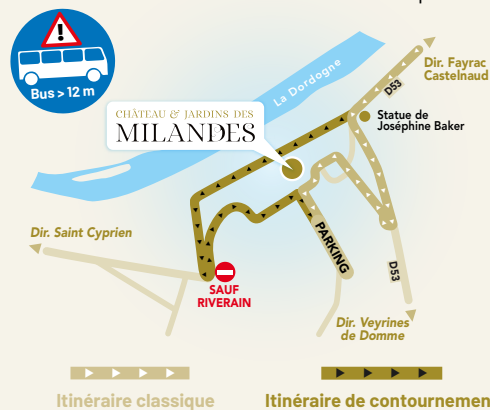 !
Bus > 12 m
La Dordogne
D53
Dir. Fayrac
Castelnaud
CHÂTEAU & JARDINS DES
MILANDES
Statue de
Joséphine Baker
Dir. Saint Cyprien
PARKING
D53
SAUF
RIVERAIN
Dir. Veyrines
de Domme
Itinéraire classique
Itinéraire de contournemen